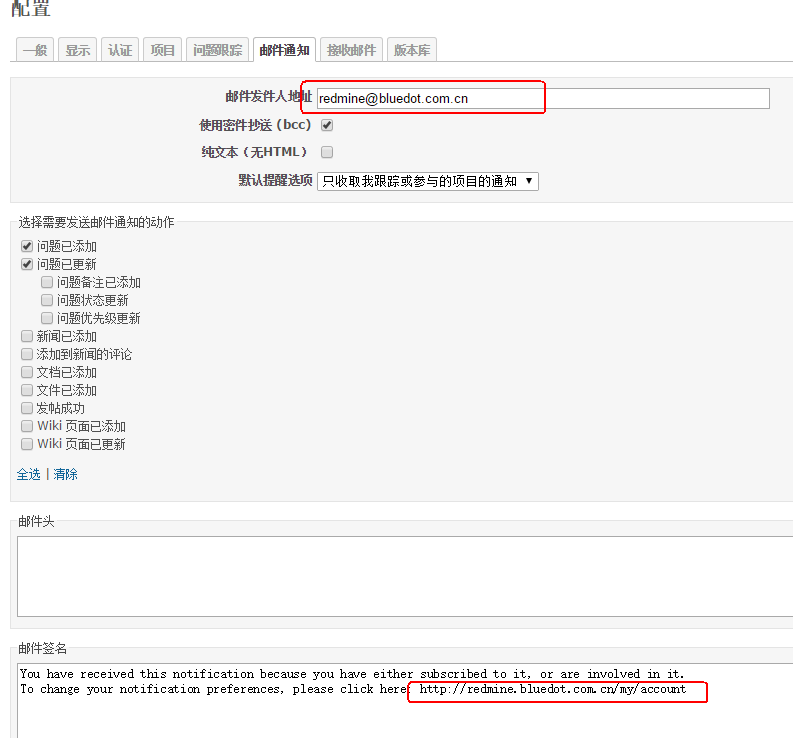 配置
一般 显示 认证 项目 问题跟踪 邮件通知 接收邮件 版本库
邮件发件人地址 redmine@bluedot.com.cn
使用密件抄送（bcc）
纯文本（无HTML）
默认提醒选项 只收取我跟踪或参与的项目的通知
选择需要发送邮件通知的动作
问题已添加
问题已更新
问题备注已添加
问题状态更新
问题优先级更新
新闻已添加
添加到新闻的评论
文档已添加
文件已添加
发帖成功
Wiki 页面已添加
Wiki 页面已更新
全选 | 清除
邮件头
邮件签名
You have received this notification because you have either subscribed to it, or are involved in it.
To change your notification preferences, please click here: http://redmine.bluedot.com.cn/my/account